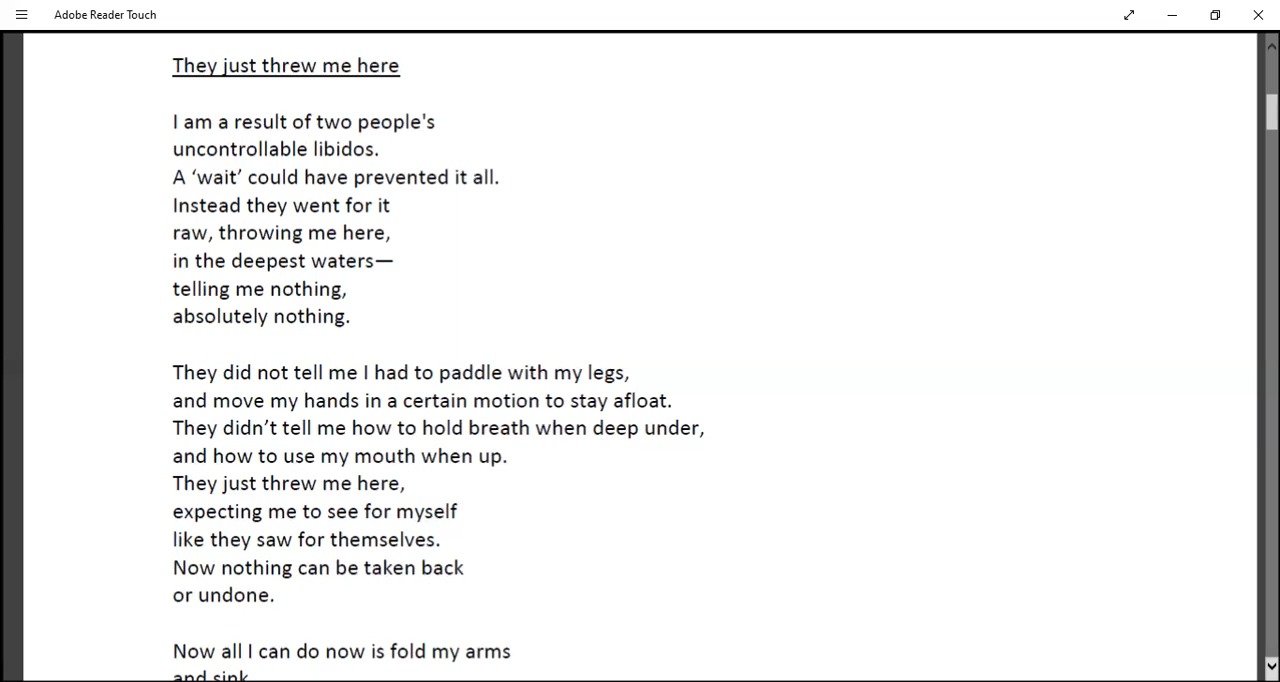 Adobe Reader Touch
They just threw me here
I am a result of two people's
uncontrollable libidos.
A ‘wait’ could have prevented it all.
Instead they went for it
raw, throwing me here,
in the deepest waters—
telling me nothing,
absolutely nothing.
They did not tell me I had to paddle with my legs,
and move my hands in a certain motion to stay afloat.
They didn’t tell me how to hold breath when deep under,
and how to use my mouth when up.
They just threw me here,
expecting me to see for myself
like they saw for themselves.
Now nothing can be taken back
or undone.
Now all I can do now is fold my arms
and sink